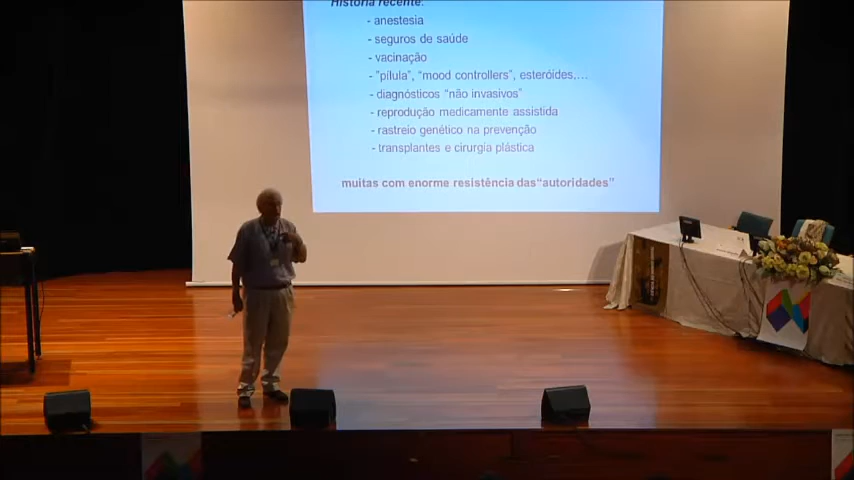 História recente:
- anestesia
- seguros de saúde
- vacinação
- "pílula", "mood controllers", esteróides,...
- diagnósticos "não invasivos"
- reprodução medicamente assistida
- rastreio genético na prevenção
- transplantes e cirurgia plástica
muitas com enorme resistência das "autoridades"